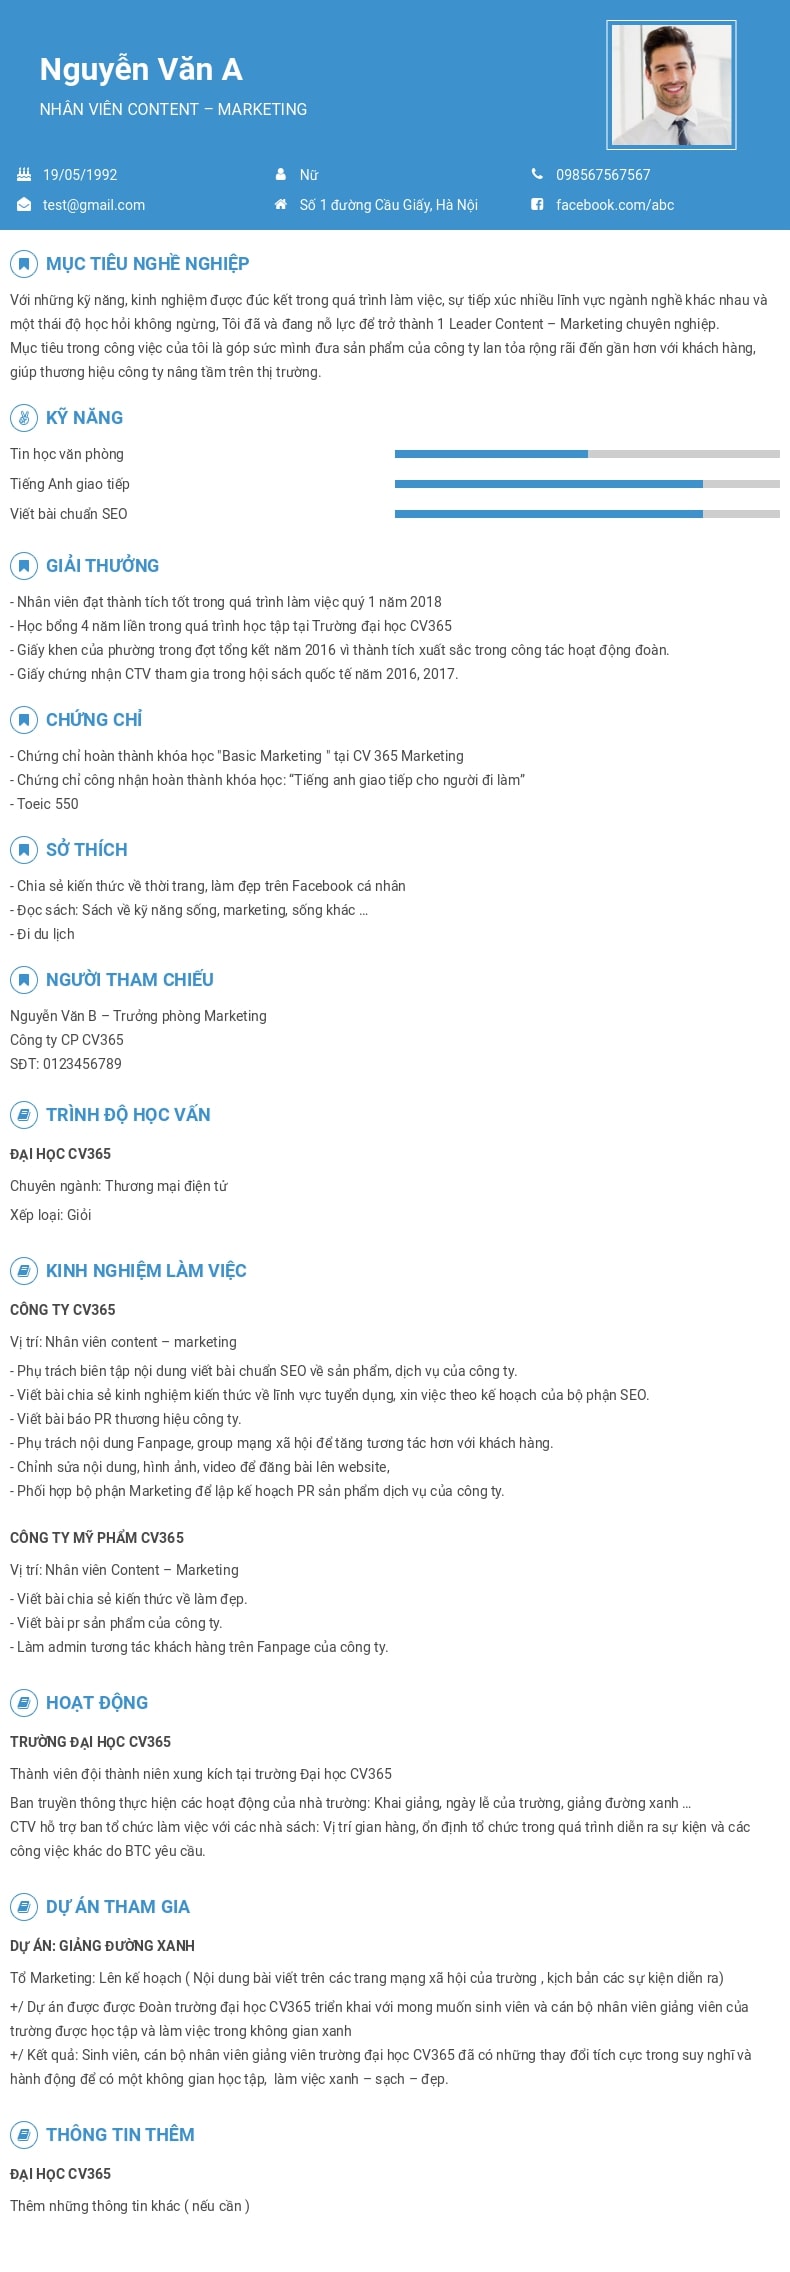 Nguyễn Văn A
NHÂN VIÊN CONTENT – MARKETING
19/05/1992
Nữ
098567567567
test@gmail.com
Số 1 đường Cầu Giấy, Hà Nội
facebook.com/abc
MỤC TIÊU NGHỀ NGHIỆP
Với những kỹ năng, kinh nghiệm được đúc kết trong quá trình làm việc, sự tiếp xúc nhiều lĩnh vực ngành nghề khác nhau và
một thái độ học hỏi không ngừng, Tôi đã và đang nỗ lực để trở thành 1 Leader Content – Marketing chuyên nghiệp.
Mục tiêu trong công việc của tôi là góp sức mình đưa sản phẩm của công ty lan tỏa rộng rãi đến gần hơn với khách hàng,
giúp thương hiệu công ty nâng tầm trên thị trường.
KỸ NĂNG
Tin học văn phòng
Tiếng Anh giao tiếp
Viết bài chuẩn SEO
GIẢI THƯỞNG
- Nhân viên đạt thành tích tốt trong quá trình làm việc quý 1 năm 2018
- Học bổng 4 năm liền trong quá trình học tập tại Trường đại học CV365
- Giấy khen của phường trong đợt tổng kết năm 2016 vì thành tích xuất sắc trong công tác hoạt động đoàn.
- Giấy chứng nhận CTV tham gia trong hội sách quốc tế năm 2016, 2017.
CHỨNG CHỈ
- Chứng chỉ hoàn thành khóa học "Basic Marketing " tại CV 365 Marketing
- Chứng chỉ công nhận hoàn thành khóa học: “Tiếng anh giao tiếp cho người đi làm”
- Toeic 550
SỞ THÍCH
- Chia sẻ kiến thức về thời trang, làm đẹp trên Facebook cá nhân
- Đọc sách: Sách về kỹ năng sống, marketing, sống khác …
- Đi du lịch
NGƯỜI THAM CHIẾU
Nguyễn Văn B – Trưởng phòng Marketing
Công ty CP CV365
SĐT: 0123456789
TRÌNH ĐỘ HỌC VẤN
ĐẠI HỌC CV365
Chuyên ngành: Thương mại điện tử
Xếp loại: Giỏi
KINH NGHIỆM LÀM VIỆC
CÔNG TY CV365
Vị trí: Nhân viên content – marketing
- Phụ trách biên tập nội dung viết bài chuẩn SEO về sản phẩm, dịch vụ của công ty.
- Viết bài chia sẻ kinh nghiệm kiến thức về lĩnh vực tuyển dụng, xin việc theo kế hoạch của bộ phận SEO.
- Viết bài báo PR thương hiệu công ty.
- Phụ trách nội dung Fanpage, group mạng xã hội để tăng tương tác hơn với khách hàng.
- Chỉnh sửa nội dung, hình ảnh, video để đăng bài lên website,
- Phối hợp bộ phận Marketing để lập kế hoạch PR sản phẩm dịch vụ của công ty.
CÔNG TY MỸ PHẨM CV365
Vị trí: Nhân viên Content – Marketing
- Viết bài chia sẻ kiến thức về làm đẹp.
- Viết bài pr sản phẩm của công ty.
- Làm admin tương tác khách hàng trên Fanpage của công ty.
HOẠT ĐỘNG
TRƯỜNG ĐẠI HỌC CV365
Thành viên đội thành niên xung kích tại trường Đại học CV365
Ban truyền thông thực hiện các hoạt động của nhà trường: Khai giảng, ngày lễ của trường, giảng đường xanh …
CTV hỗ trợ ban tổ chức làm việc với các nhà sách: Vị trí gian hàng, ổn định tổ chức trong quá trình diễn ra sự kiện và các
công việc khác do BTC yêu cầu.
DỰ ÁN THAM GIA
DỰ ÁN: GIẢNG ĐƯỜNG XANH
Tổ Marketing: Lên kế hoạch ( Nội dung bài viết trên các trang mạng xã hội của trường , kịch bản các sự kiện diễn ra)
+/ Dự án được được Đoàn trường đại học CV365 triển khai với mong muốn sinh viên và cán bộ nhân viên giảng viên của
trường được học tập và làm việc trong không gian xanh
+/ Kết quả: Sinh viên, cán bộ nhân viên giảng viên trường đại học CV365 đã có những thay đổi tích cực trong suy nghĩ và
hành động để có một không gian học tập, làm việc xanh – sạch – đẹp.
THÔNG TIN THÊM
ĐẠI HỌC CV365
Thêm những thông tin khác ( nếu cần )